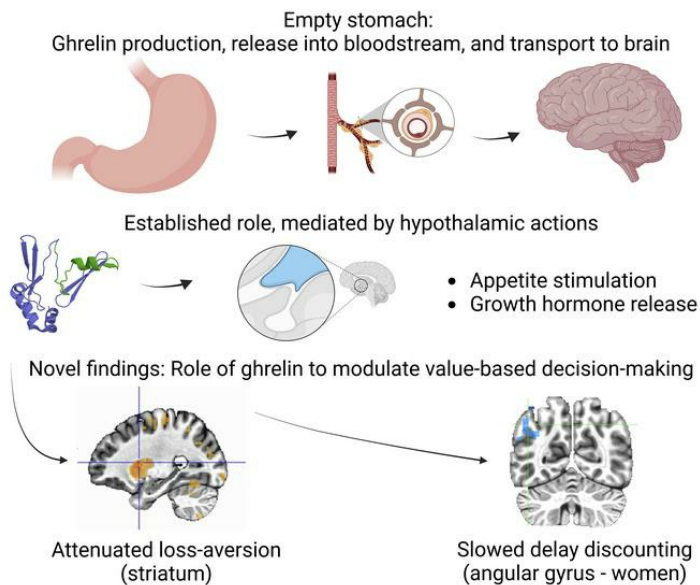 Empty stomach:
Ghrelin production, release into bloodstream, and transport to brain
Established role, mediated by hypothalamic actions
• Appetite stimulation
• Growth hormone release
Novel findings: Role of ghrelin to modulate value-based decision-making
Attenuated loss-aversion
(striatum)
Slowed delay discounting
(angular gyrus - women)